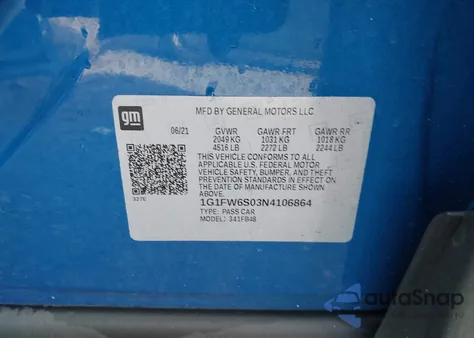 MFD BY GENERAL MOTORS LLC
gm
06/21 GVWR GAWR FRT GAWR RR
2049 KG 1031 KG 1018 KG
4516 LB 2272 LB 2244 LB
THIS VEHICLE CONFORMS TO ALL APPLICABLE
U.S. FEDERAL MOTOR
VEHICLE SAFETY, BUMPER, AND THEFT
PREVENTION STANDARDS IN EFFECT ON
THE DATE OF MANUFACTURE SHOWN
ABOVE.
1G1FW6S03N4106864
TYPE: PASS CAR
MODEL: 341FB48
autoSnap